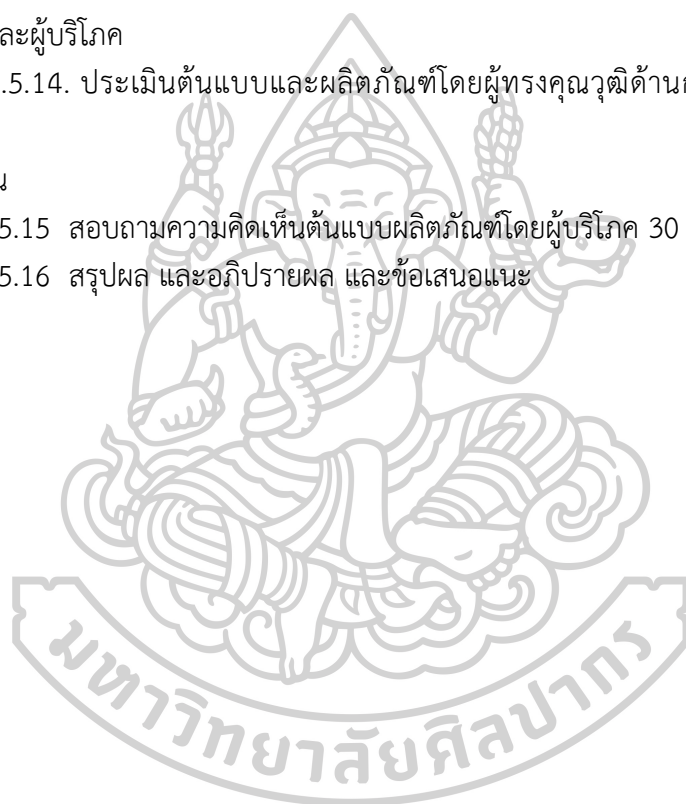 ละผู้บริโภค
.5.14. ประเมินต้นแบบและผลิตภัณฑ์โดยผู้ทรงคุณวุฒิด้าน
น
5.15 สอบถามความคิดเห็นต้นแบบผลิตภัณฑ์โดยผู้บริโภค 30
5.16 สรุปผล และอภิปรายผล และข้อเสนอแนะ
มหาวิทยาลัยศิลปากร